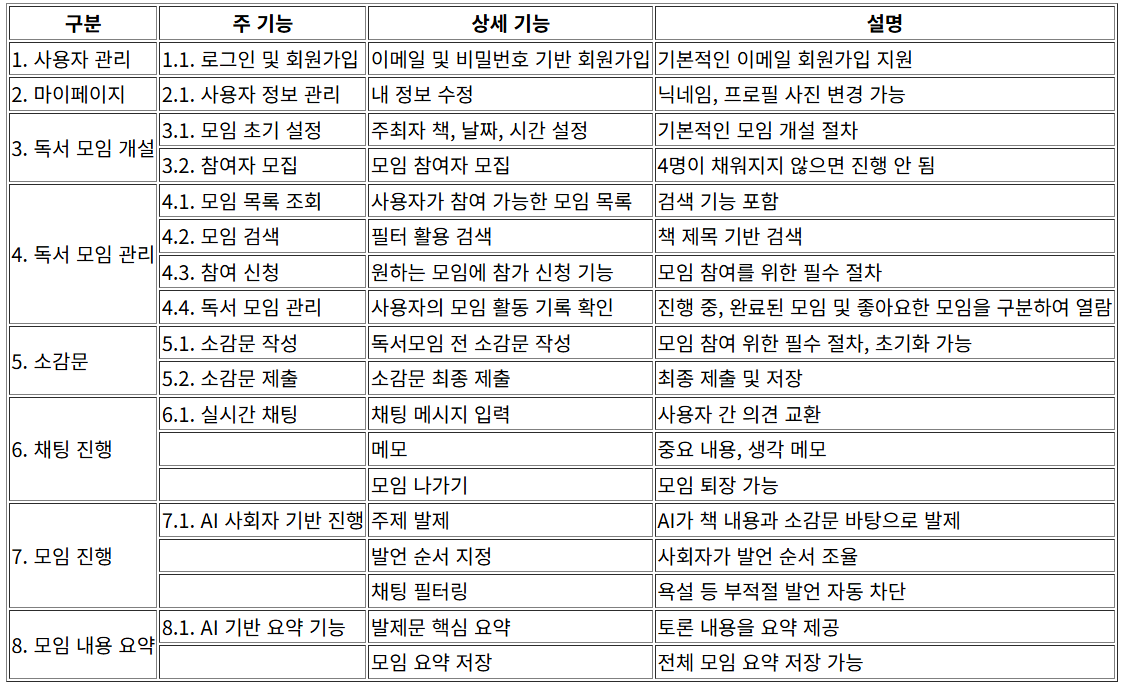 구분 주 기능 상세 기능 설명
1. 사용자 관리 1.1. 로그인 및 회원가입 이메일 및 비밀번호 기반 회원가입 기본적인 이메일 회원가입 지원
2. 마이페이지 2.1. 사용자 정보 관리 내 정보 수정 닉네임, 프로필 사진 변경 가능
3. 독서 모임 개설 3.1. 모임 초기 설정 주최자 책, 날짜, 시간 설정 기본적인 모임 개설 절차
3.2. 참여자 모집 모임 참여자 모집 4명이 채워지지 않으면 진행 안 됨
4. 독서 모임 관리 4.1. 모임 목록 조회 사용자가 참여 가능한 모임 목록 검색 기능 포함
4.2. 모임 검색 필터 활용 검색 책 제목 기반 검색
4.3. 참여 신청 원하는 모임에 참가 신청 기능 모임 참여를 위한 필수 절차
4.4. 독서 모임 관리 사용자의 모임 활동 기록 확인 진행 중, 완료된 모임 및 좋아요한 모임을 구분하여 열람
5. 소감문 5.1. 소감문 작성 독서모임 전 소감문 작성 모임 참여 위한 필수 절차, 초기화 가능
5.2. 소감문 제출 소감문 최종 제출 최종 제출 및 저장
6. 채팅 진행 6.1. 실시간 채팅 채팅 메시지 입력 사용자 간 의견 교환
메모 중요 내용, 생각 메모
모임 나가기 모임 퇴장 가능
7. 모임 진행 7.1. AI 사회자 기반 진행 주제 발제 AI가 책 내용과 소감문 바탕으로 발제
발언 순서 지정 사회자가 발언 순서 조율
채팅 필터링 욕설 등 부적절 발언 자동 차단
8. 모임 내용 요약 8.1. AI 기반 요약 기능 발제문 핵심 요약 토론 내용을 요약 제공
모임 요약 저장 전체 모임 요약 저장 가능